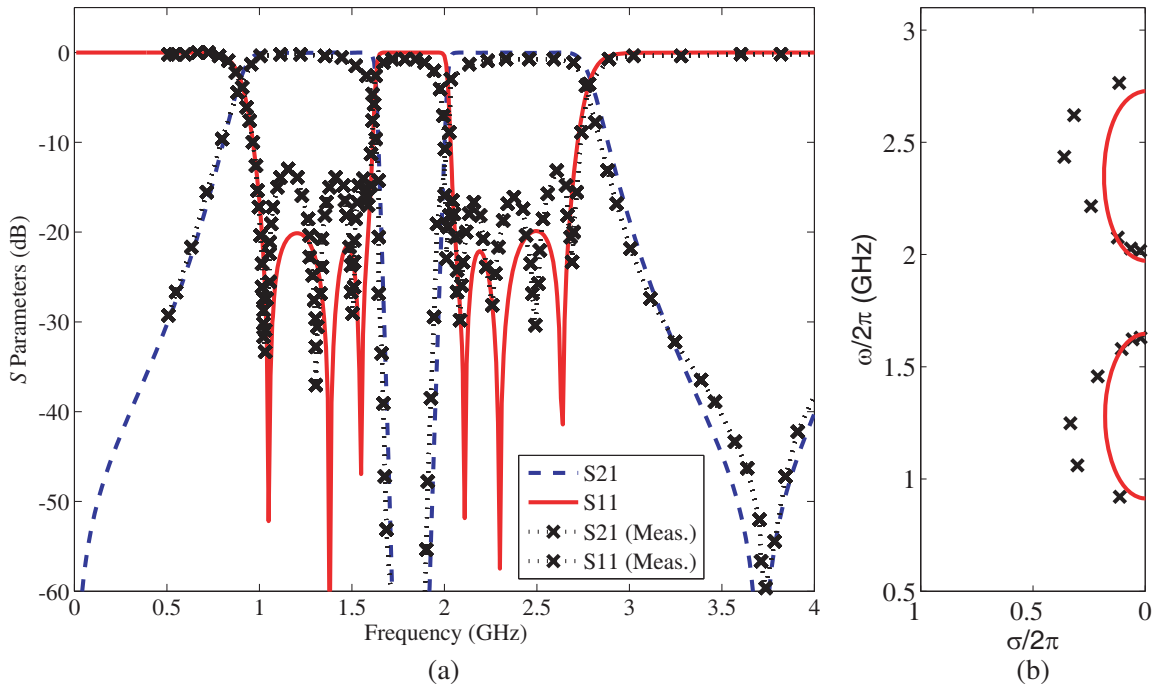 0
-10
-20
-30
-40
-50
-60
S Parameters (dB)
0 0.5 1 1.5 2 2.5 3 3.5 4
Frequency (GHz)
S21
S11
S21 (Meas.)
S11 (Meas.)
(a)
3
2.5
2
1.5
1
0.5
ω/2π (GHz)
1 0.5 0
σ/2π
(b)